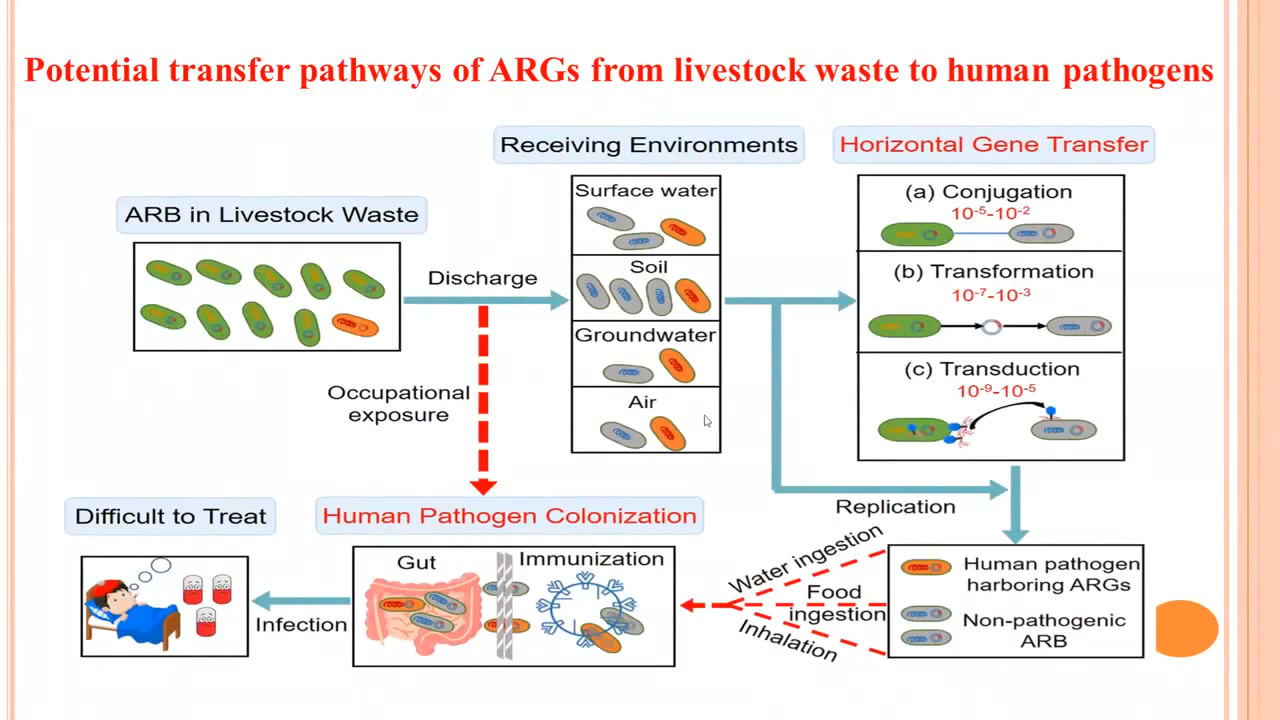 Potential transfer pathways of ARGs from livestock waste to human pathogens
Receiving Environments
Horizontal Gene Transfer
ARB in Livestock Waste
Discharge
Occupational
exposure
Surface water
Soil
Groundwater
Air
(a) Conjugation
10⁻⁵-10⁻²
(b) Transformation
10⁻⁷-10⁻³
(c) Transduction
10⁻⁹-10⁻⁵
Replication
Human pathogen
harboring ARGs
Non-pathogenic
ARB
Water ingestion
Food
ingestion
Inhalation
Human Pathogen Colonization
Gut
Immunization
Infection
Difficult to Treat